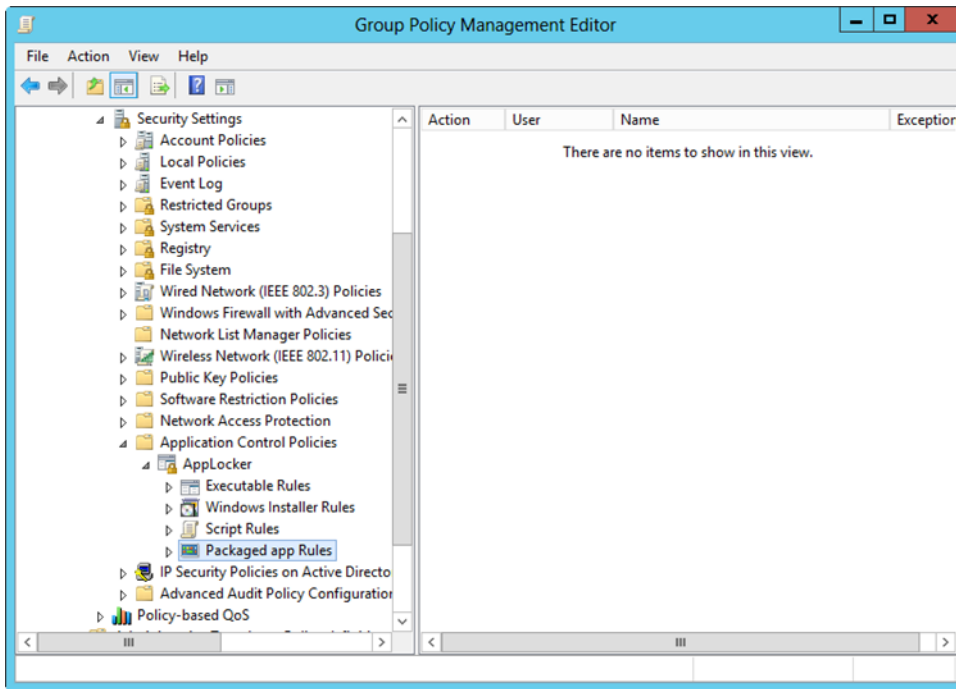 Group Policy Management Editor
File Action View Help
Security Settings
Account Policies
Local Policies
Event Log
Restricted Groups
System Services
Registry
File System
Wired Network (IEEE 802.3) Policies
Windows Firewall with Advanced Sec
Network List Manager Policies
Wireless Network (IEEE 802.11) Polici
Public Key Policies
Software Restriction Policies
Network Access Protection
Application Control Policies
AppLocker
Executable Rules
Windows Installer Rules
Script Rules
Packaged app Rules
IP Security Policies on Active Directo
Advanced Audit Policy Configuration
Policy-based QoS
Action User Name Exception
There are no items to show in this view.